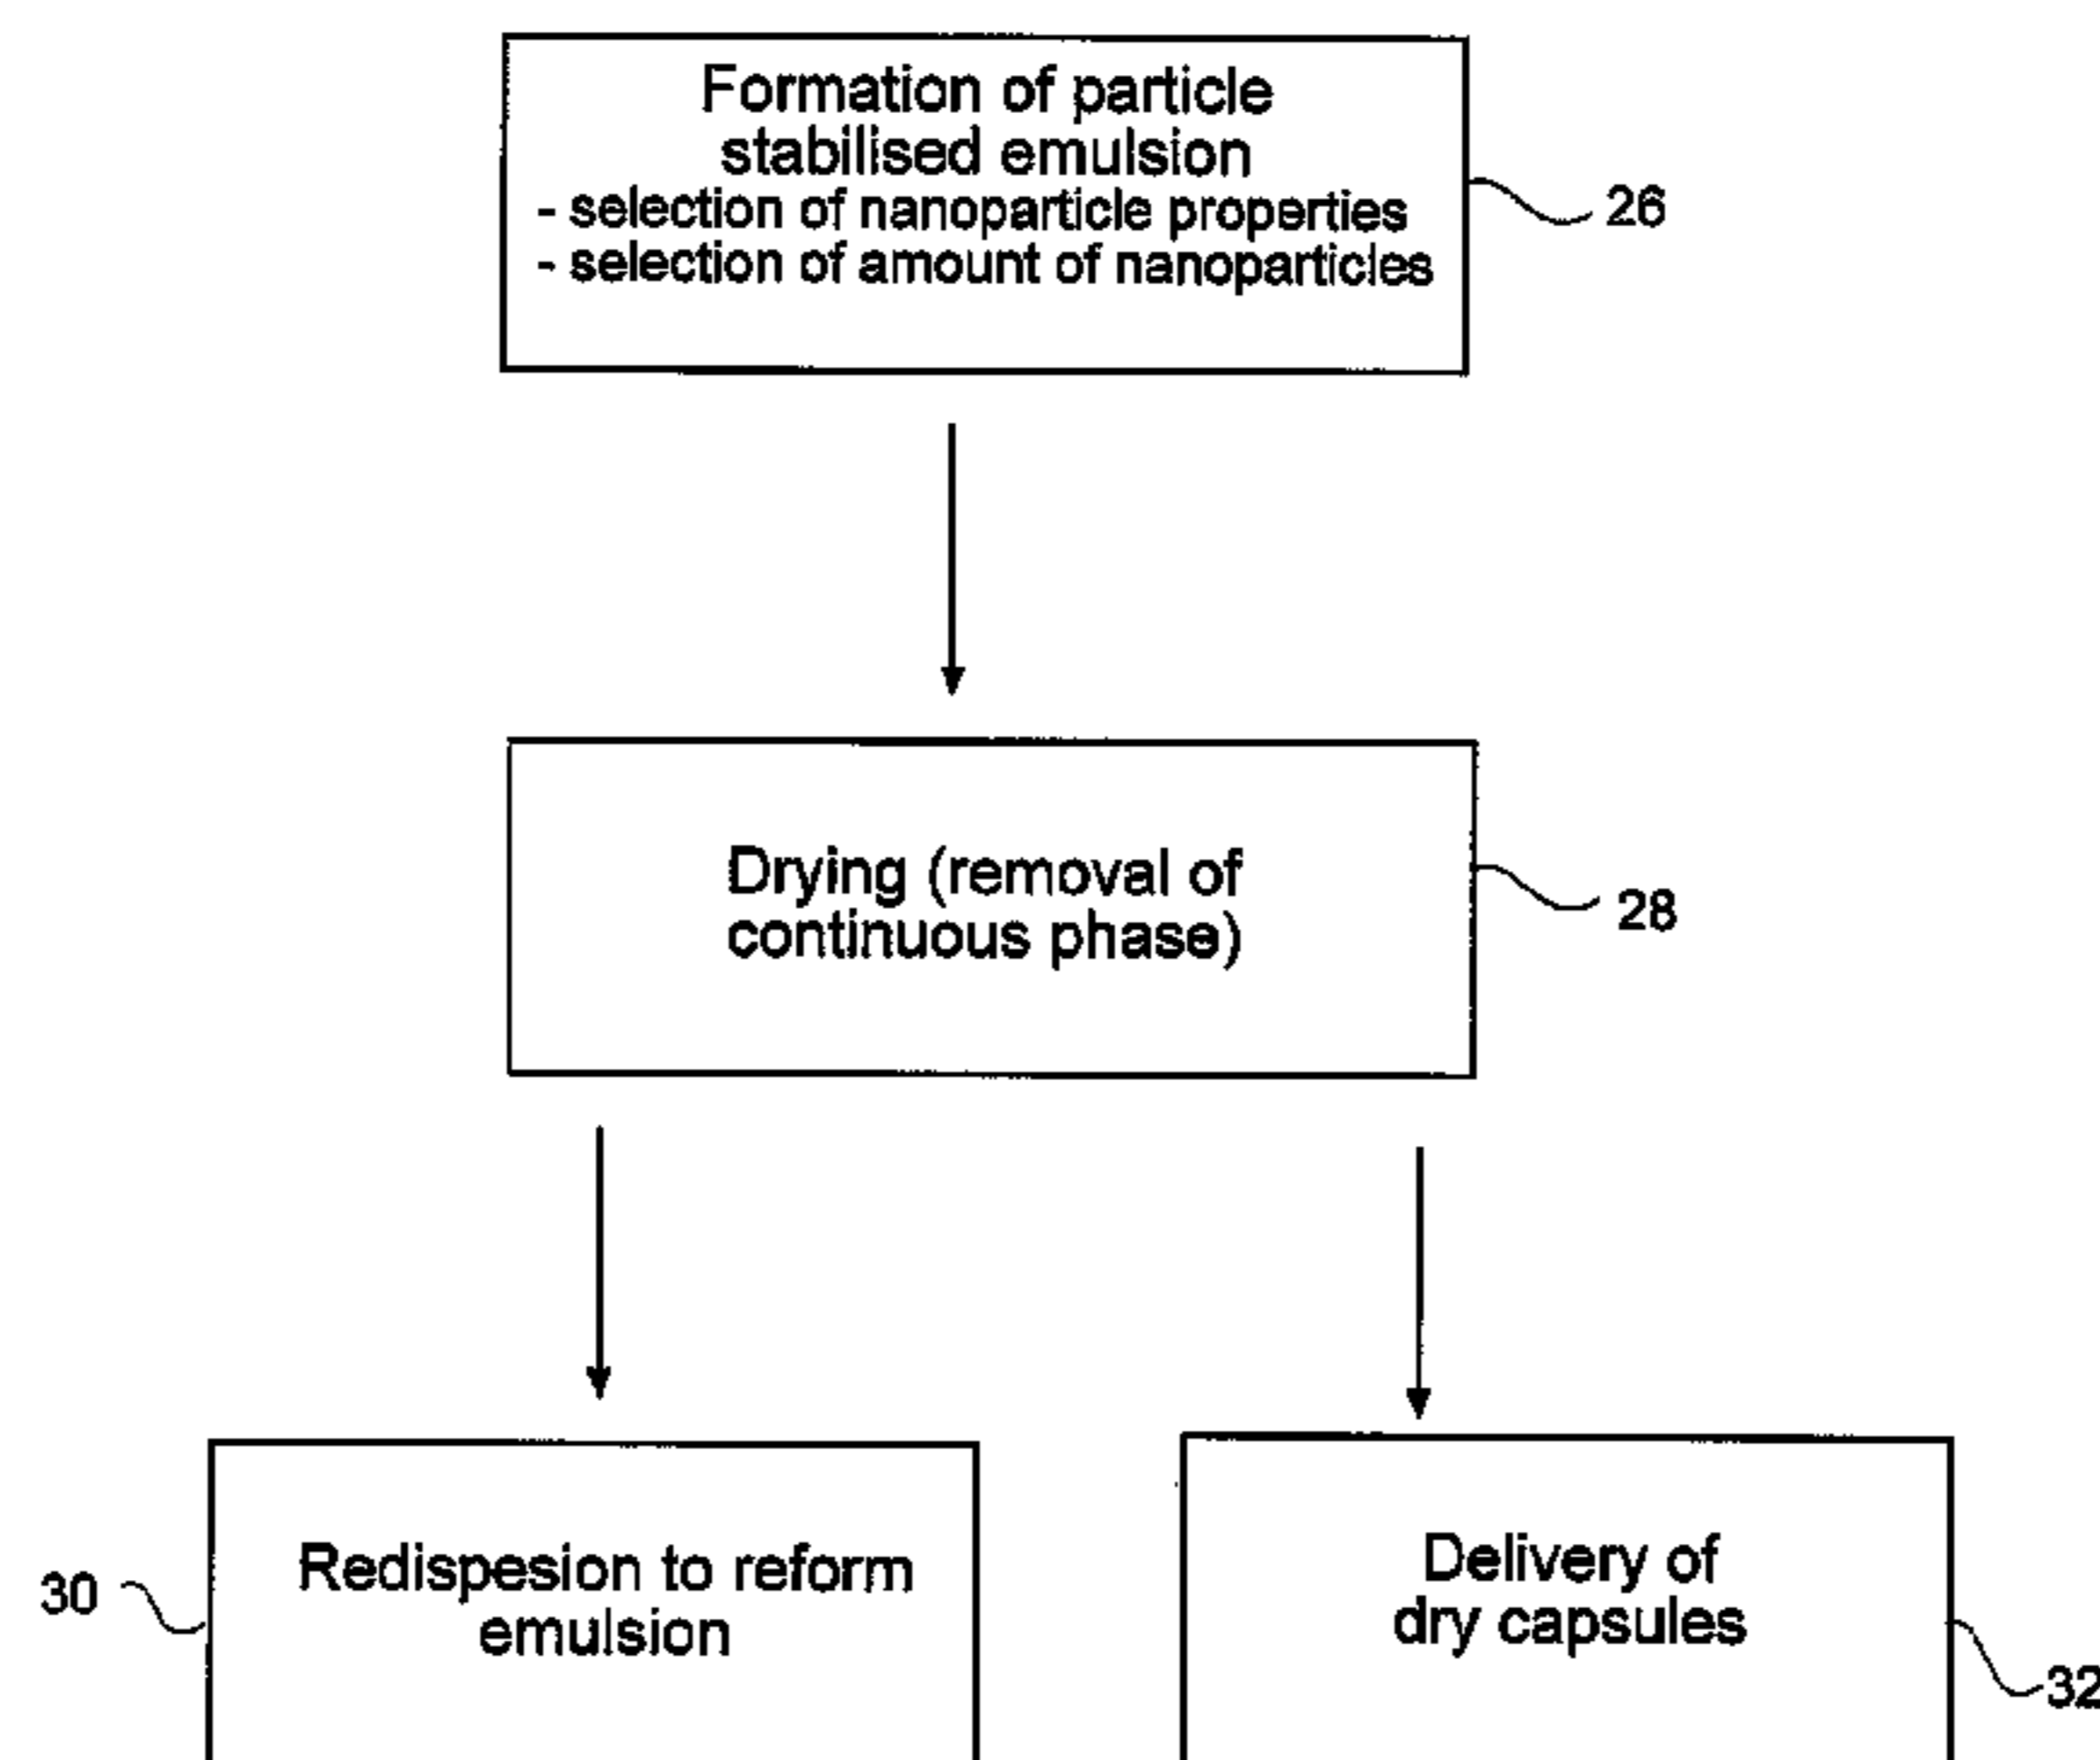 Formation of particle
stabilised emulsion
- selection of nanoparticle properties
- selection of amount of nanoparticles
26
Drying (removal of
continuous phase)
28
30
Redispesion to reform
emulsion
Delivery of
dry capsules
32